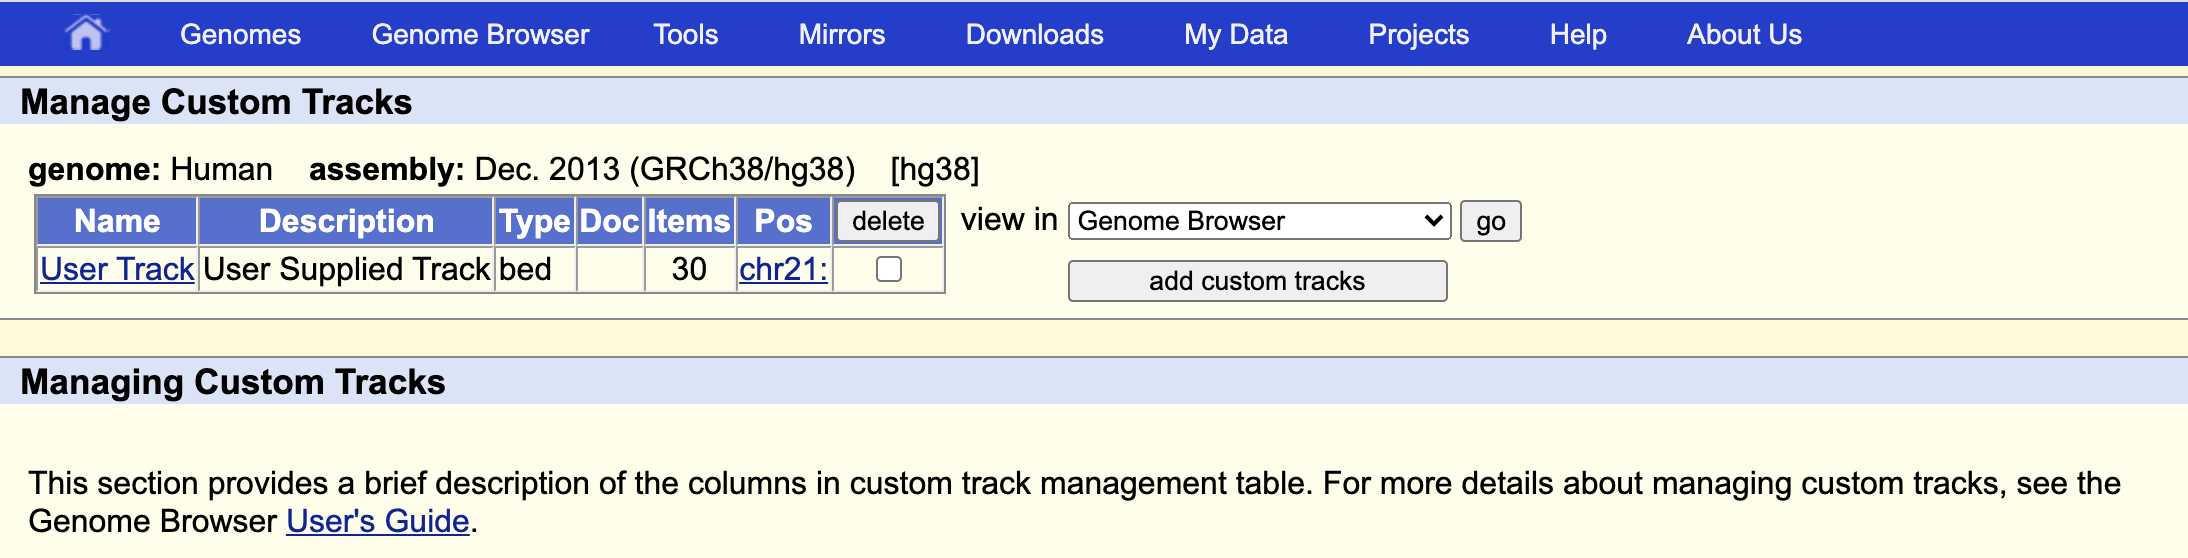 Genomes Genome Browser Tools Mirrors Downloads My Data Projects Help About Us
Manage Custom Tracks
genome: Human assembly: Dec. 2013 (GRCh38/hg38) [hg38]
Name Description Type Doc Items Pos delete view in Genome Browser go
User Track User Supplied Track bed 30 chr21:
add custom tracks
Managing Custom Tracks
This section provides a brief description of the columns in custom track management table. For more details about managing custom tracks, see the
Genome Browser User's Guide.